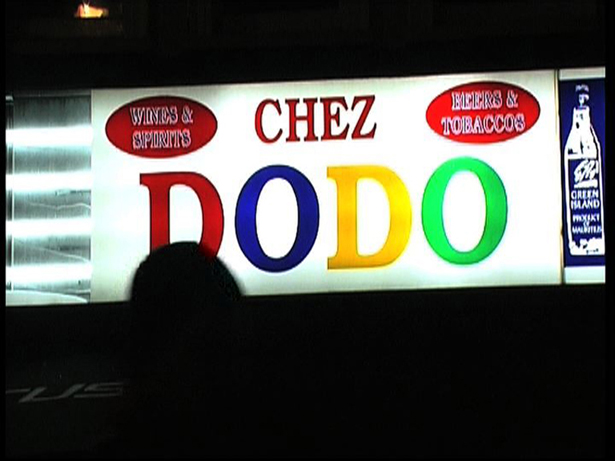 WINES &
SPIRITS
CHEZ
BEERS &
TOBACCOS
DODO
GREEN
ISLAND
PRODUCT
OF
MAURITIUS